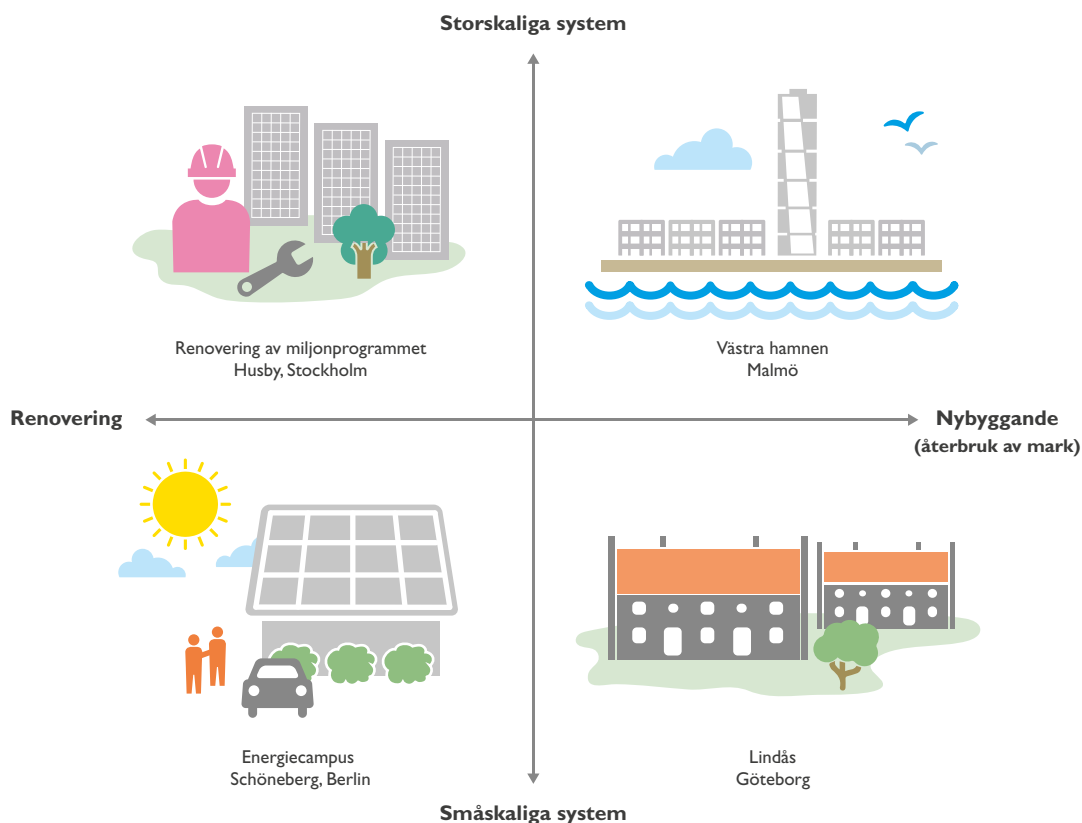 Storskaliga system
Renovering av miljonprogrammet
Husby, Stockholm
Västra hamnen
Malmö
Renovering
Nybyggande
(återbruk av mark)
Energiecampus
Schöneberg, Berlin
Lindås
Göteborg
Småskaliga system